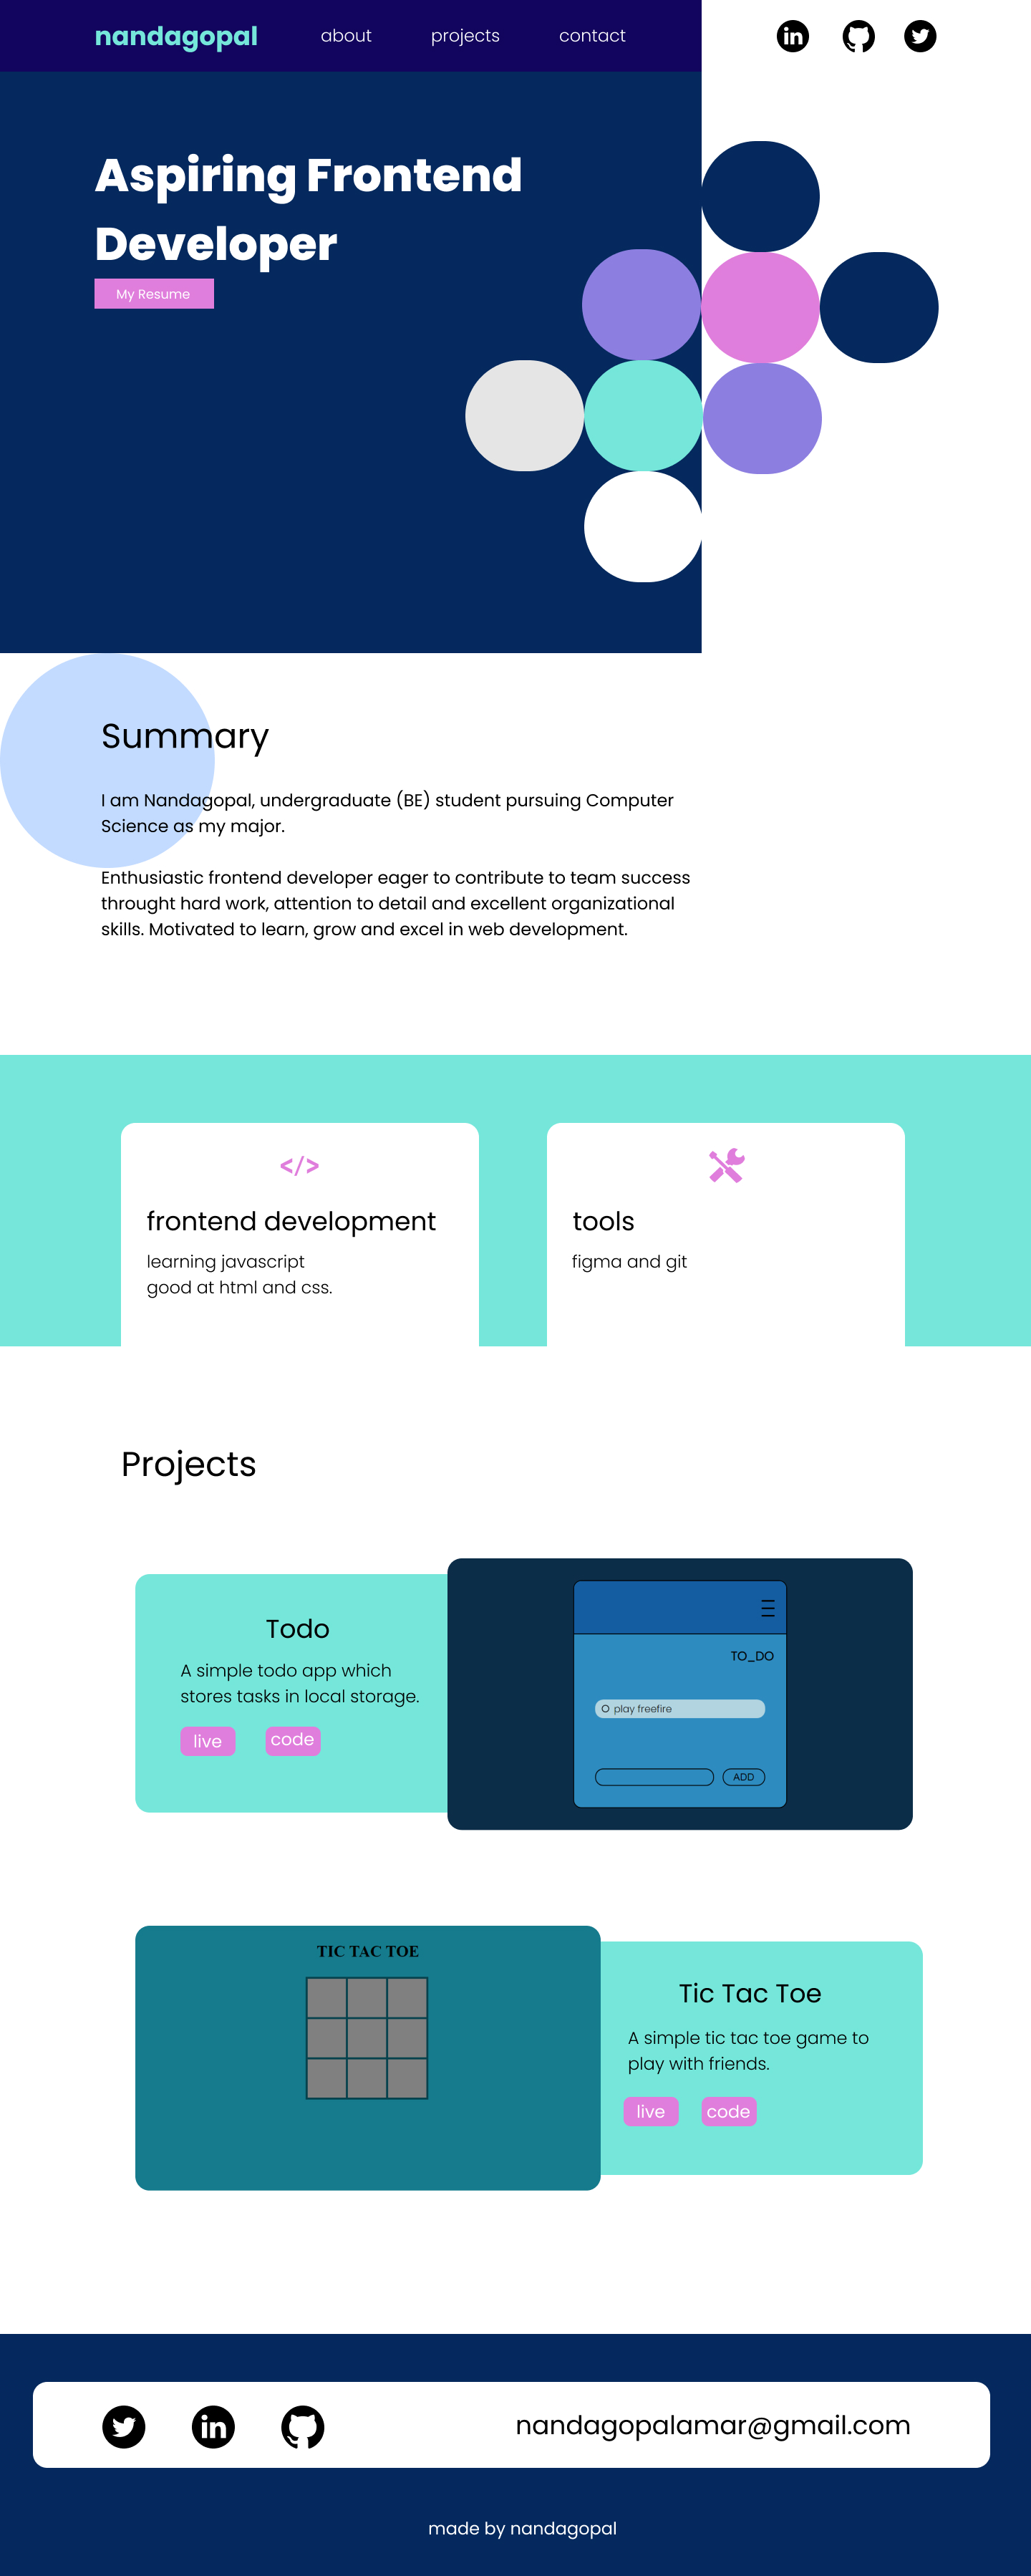 nandagopal about projects contact
Aspiring Frontend
Developer
My Resume
Summary
I am Nandagopal, undergraduate (BE) student pursuing Computer
Science as my major.
Enthusiastic frontend developer eager to contribute to team success
throught hard work, attention to detail and excellent organizational
skills. Motivated to learn, grow and excel in web development.
</>
frontend development
learning javascript
good at html and css.
tools
figma and git
Projects
Todo
A simple todo app which
stores tasks in local storage.
live code
TO_DO
play freefire
ADD
TIC TAC TOE
Tic Tac Toe
A simple tic tac toe game to
play with friends.
live code
nandagopalamar@gmail.com
made by nandagopal